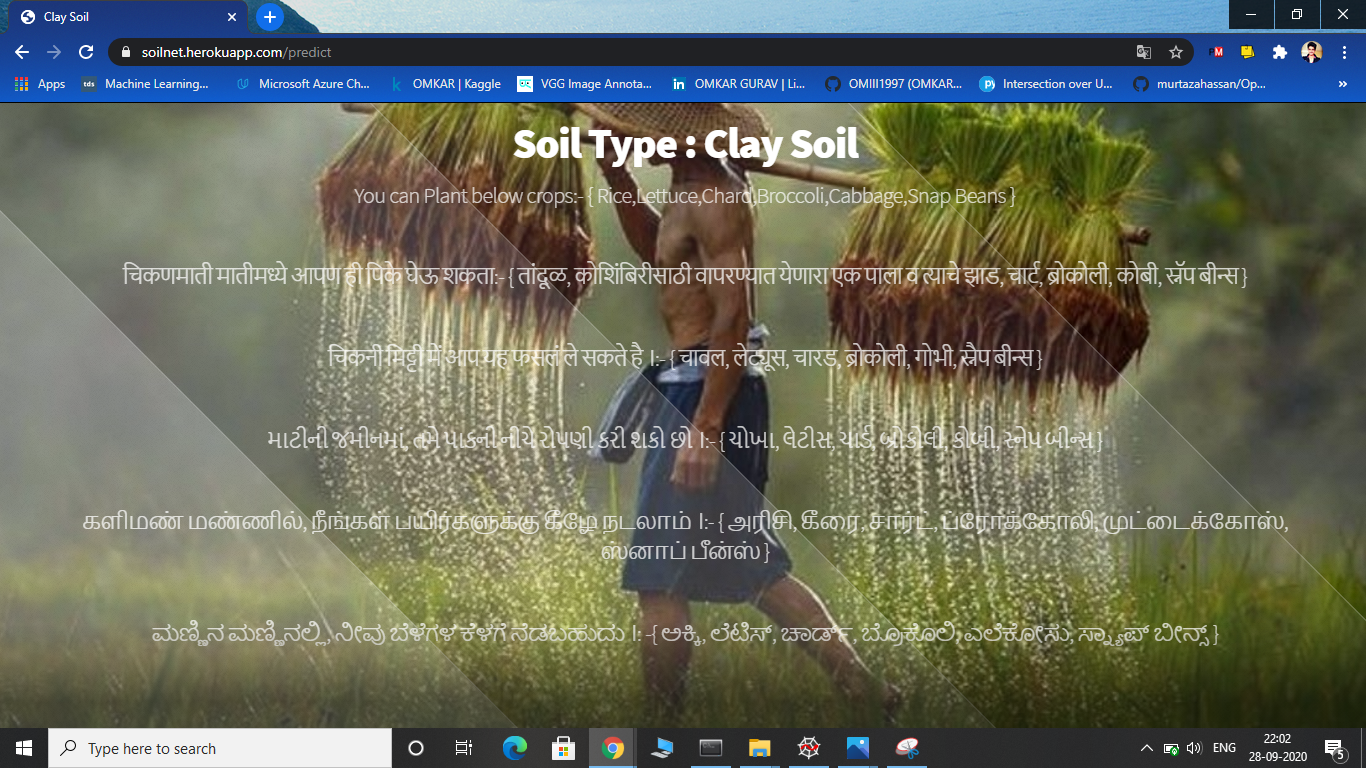 Clay Soil
soilnet.herokuapp.com/predict
Apps
Machine Learning...
Microsoft Azure Ch...
OMKAR | Kaggle
VGG Image Annota...
OMKAR GURAV | Li...
OMIII1997 (OMKAR...
Intersection over U...
murtazahassan/Op...
»
Soil Type : Clay Soil
You can Plant below crops:- { Rice,Lettuce,Chard,Broccoli,Cabbage,Snap Beans }
चिकणमाती मातीमध्ये आपण ही पिके घेऊ शकता:- { तांदूळ, कोशिंबिरीसाठी वापरण्यात येणारा एक पाला व त्याचे झाड, चार्ट, ब्रोकोली, कोबी, स्नॅप बीन्स }
चिकनी मिट्टी में आप यह फसलं ले सकते है ।:- { चावल, लेट्यूस, चारड, ब्रोकोली, गोभी, स्नैप बीन्स }
માટીની જમીનમાં, તમે પાકની નીચે રોપણી કરી શકો છો ।:- { ચોખા, લેટીસ, ચાર્ડ, બ્રોકોલી, કોબી, સ્નેપ બીન્સ }
களிமண் மண்ணில், நீங்கள் பயிர்களுக்கு கீழே நடலாம் ।:- { அரிசி, கீரை, சார்ட், ப்ரோக்கோலி, முட்டைக்கோஸ்,
ஸ்னாப் பீன்ஸ் }
ಮಣ್ಣಿನ ಮಣ್ಣಿನಲ್ಲಿ, ನೀವು ಬೆಳೆಗಳ ಕೆಳಗೆ ನೆಡಬಹುದು ।: -{ ಅಕ್ಕಿ, ಲೆಟಿಸ್, ಚಾರ್ಡ್, ಬ್ರೊಕೊಲಿ, ಎಲೆಕೋಸು, ಸ್ನ್ಯಾಪ್ ಬೀನ್ಸ್ }
Type here to search
ENG
22:02
28-09-2020
5